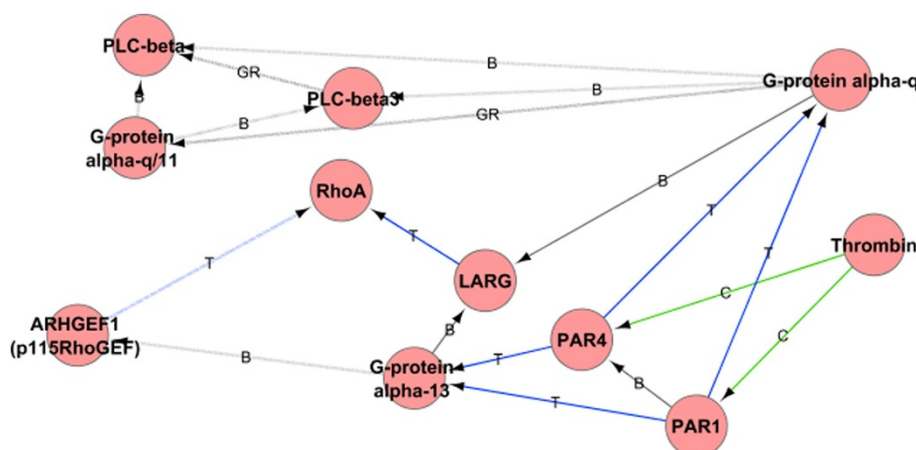 PLC-beta
B
G-protein alpha-q
GR
B
PLC-beta3
B
GR
B
G-protein
alpha-q/11
B
RhoA
T
Thrombin
T
T
T
LARG
C
ARHGEF1
(p115RhoGEF)
B
PAR4
C
B
G-protein
alpha-13
T
B
T
PAR1